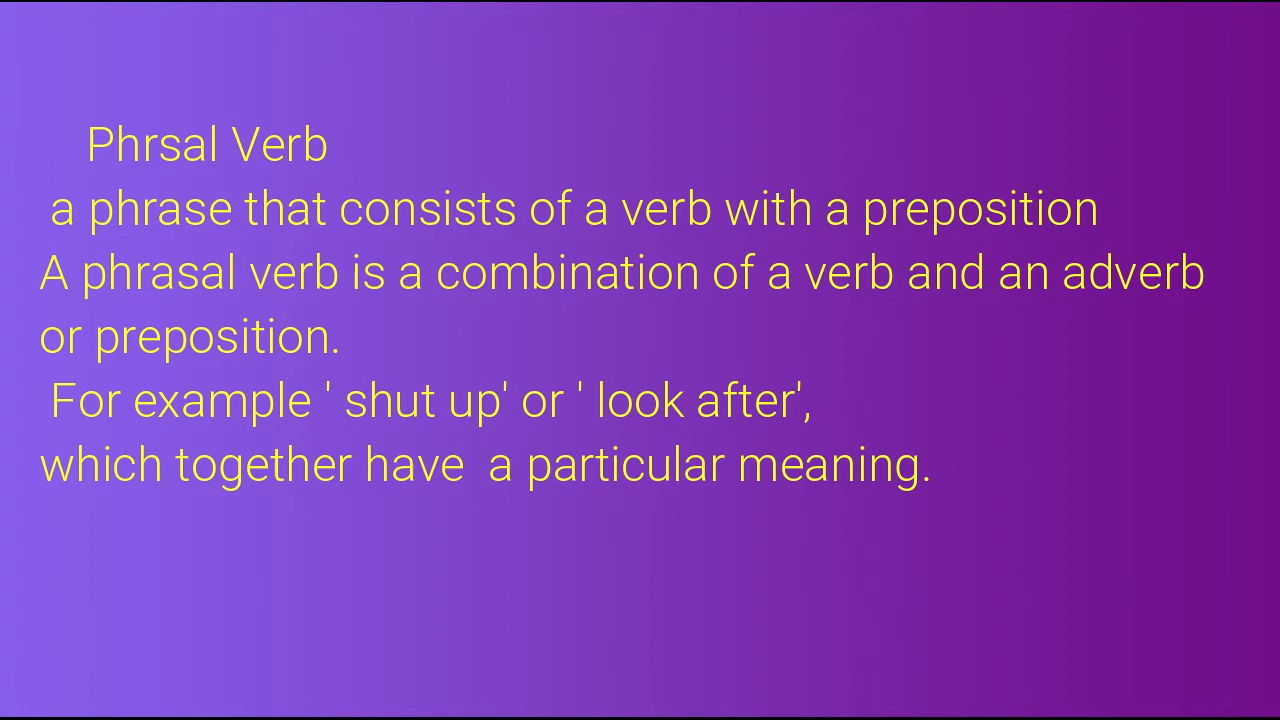 Phrsal Verb
a phrase that consists of a verb with a preposition
A phrasal verb is a combination of a verb and an adverb
or preposition.
For example ' shut up' or ' look after',
which together have  a particular meaning.